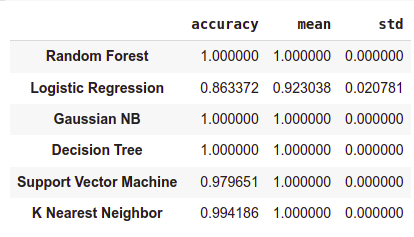 accuracy mean std
Random Forest 1.000000 1.000000 0.000000
Logistic Regression 0.863372 0.923038 0.020781
Gaussian NB 1.000000 1.000000 0.000000
Decision Tree 1.000000 1.000000 0.000000
Support Vector Machine 0.979651 1.000000 0.000000
K Nearest Neighbor 0.994186 1.000000 0.000000